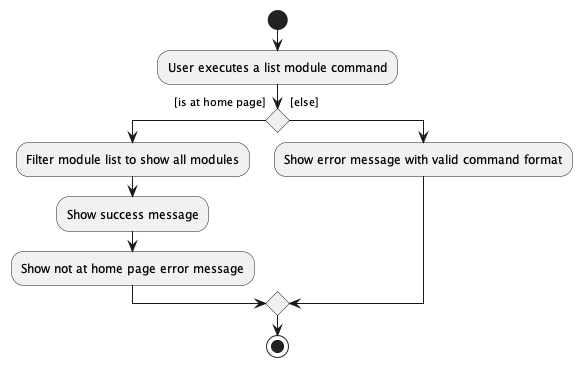 User executes a list module command
[is at home page]
[else]
Filter module list to show all modules
Show error message with valid command format
Show success message
Show not at home page error message